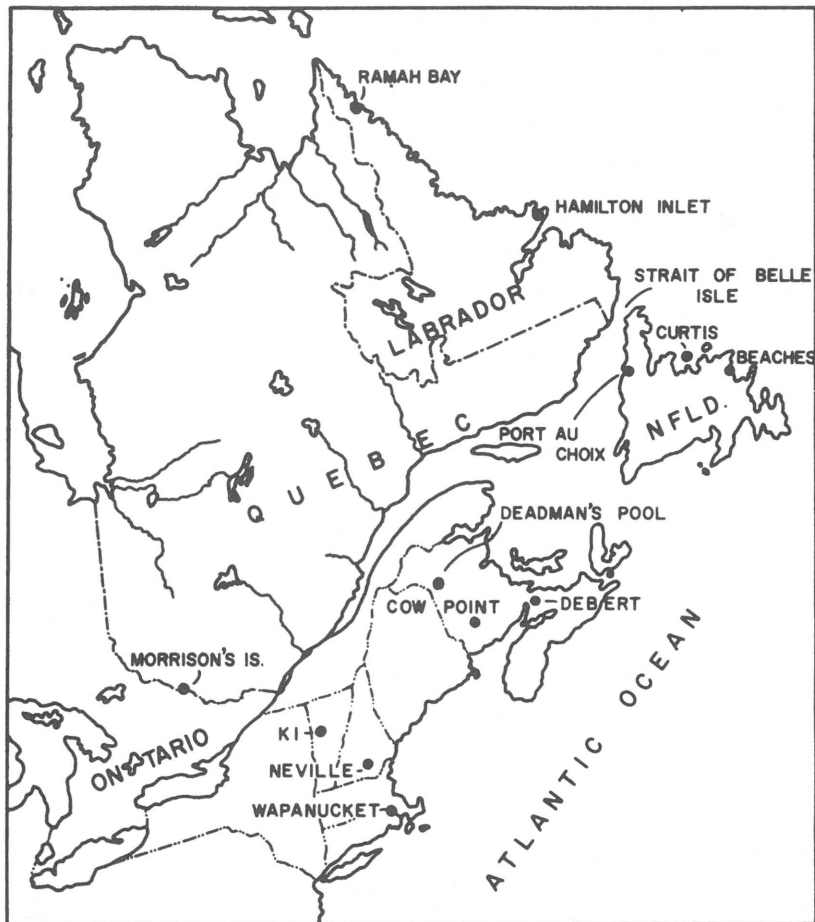 RAMAH BAY
HAMILTON INLET
STRAIT OF BELLE
ISLE
LABRADOR
CURTIS
BEACHES
NFLD.
PORT AU
CHOIX
QUEBEC
DEADMAN'S POOL
COW POINT
DEBERT
MORRISON'S IS.
ONTARIO
KI
NEVILLE
WAPANUCKET
ATLANTIC OCEAN